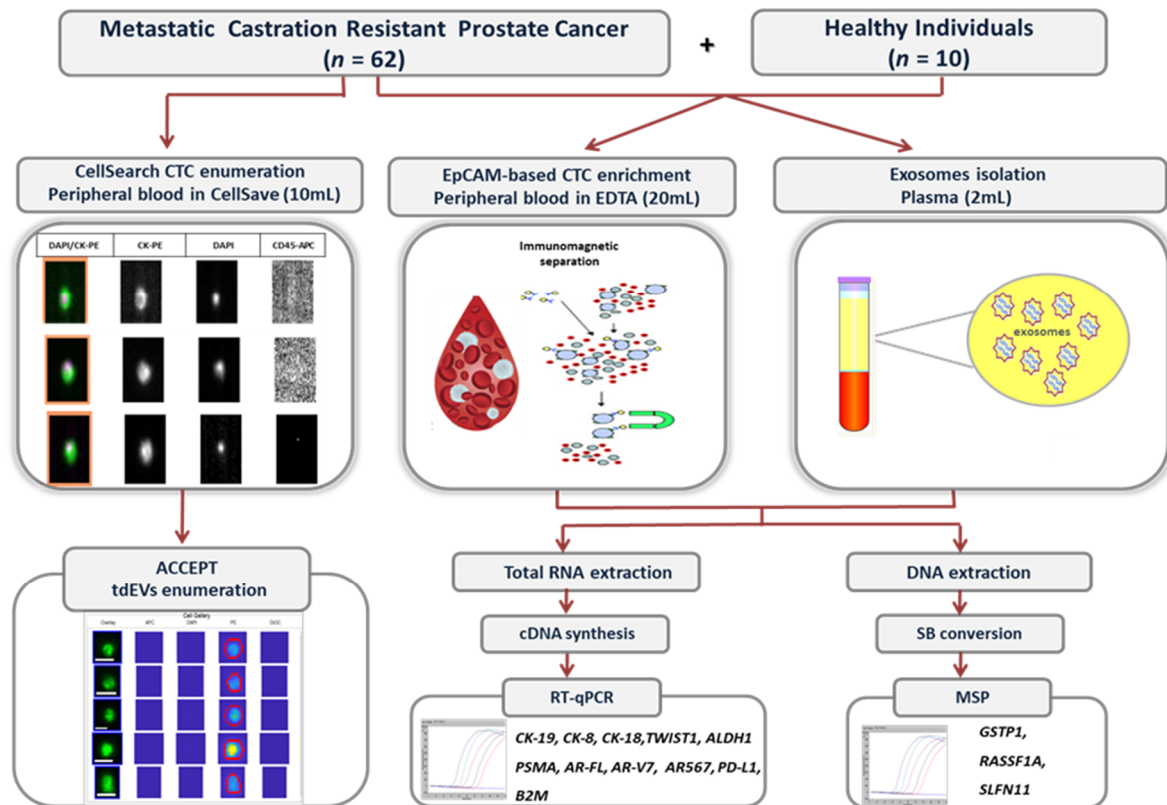 Metastatic Castration Resistant Prostate Cancer
(n = 62)
+
Healthy Individuals
(n = 10)
CellSearch CTC enumeration
Peripheral blood in CellSave (10mL)
EpCAM-based CTC enrichment
Peripheral blood in EDTA (20mL)
Exosomes isolation
Plasma (2mL)
DAPI/CK-PE CK-PE DAPI CD45-APC
Immunomagnetic
separation
exosomes
ACCEPT
tdEVs enumeration
Cell Gallery
Overlay APC DAPI PE DiOC
Total RNA extraction
DNA extraction
cDNA synthesis
SB conversion
RT-qPCR
CK-19, CK-8, CK-18,TWIST1, ALDH1
PSMA, AR-FL, AR-V7, AR567, PD-L1,
B2M
MSP
GSTP1,
RASSF1A,
SLFN11